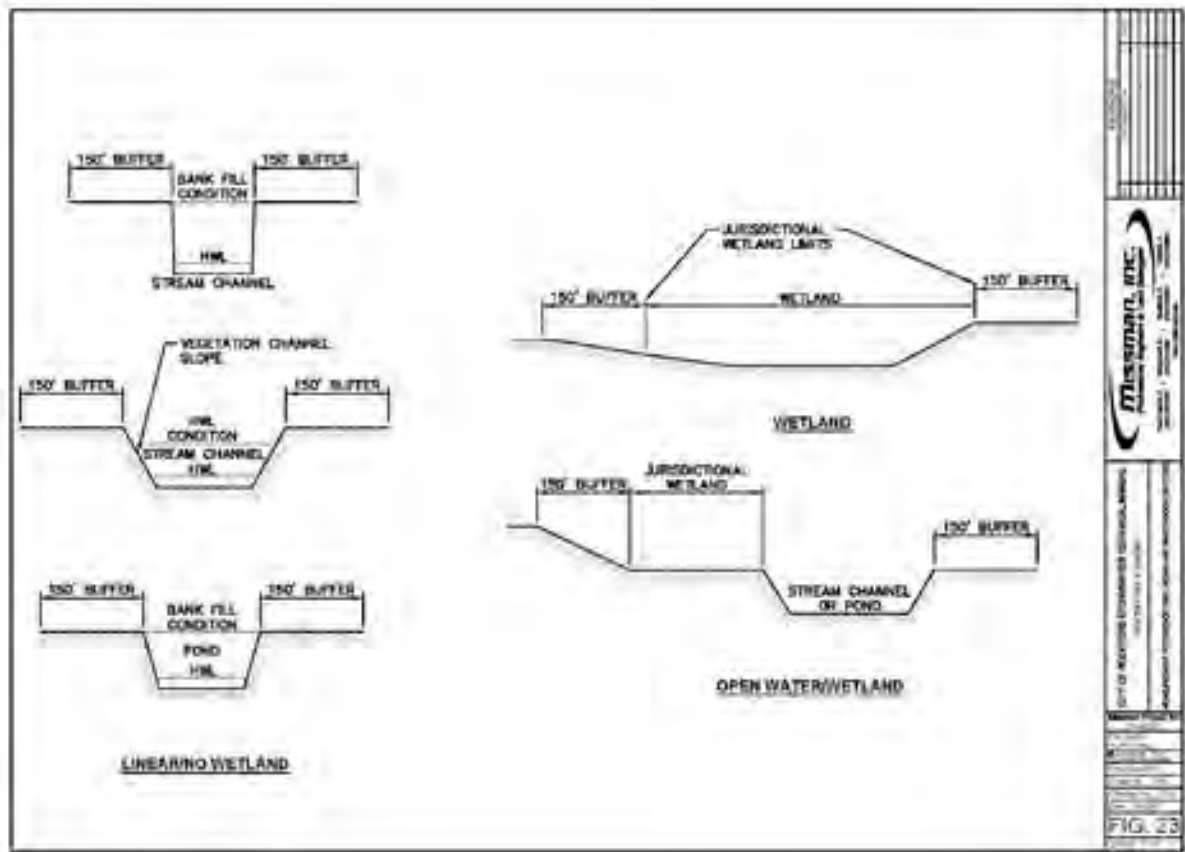 150' BUFFER
150' BUFFER
BANK FILL
CONDITION
HWL
STREAM CHANNEL
VEGETATION CHANNEL
SLOPE
150' BUFFER
150' BUFFER
HWL
CONDITION
STREAM CHANNEL
HWL
150' BUFFER
150' BUFFER
BANK FILL
CONDITION
POND
HWL
LINEAR/NO WETLAND
JURISDICTIONAL
WETLAND LIMITS
150' BUFFER
WETLAND
150' BUFFER
WETLAND
JURISDICTIONAL
WETLAND
150' BUFFER
150' BUFFER
STREAM CHANNEL
OR POND
OPEN WATER/WETLAND
Missman, Inc.
FIG. 23